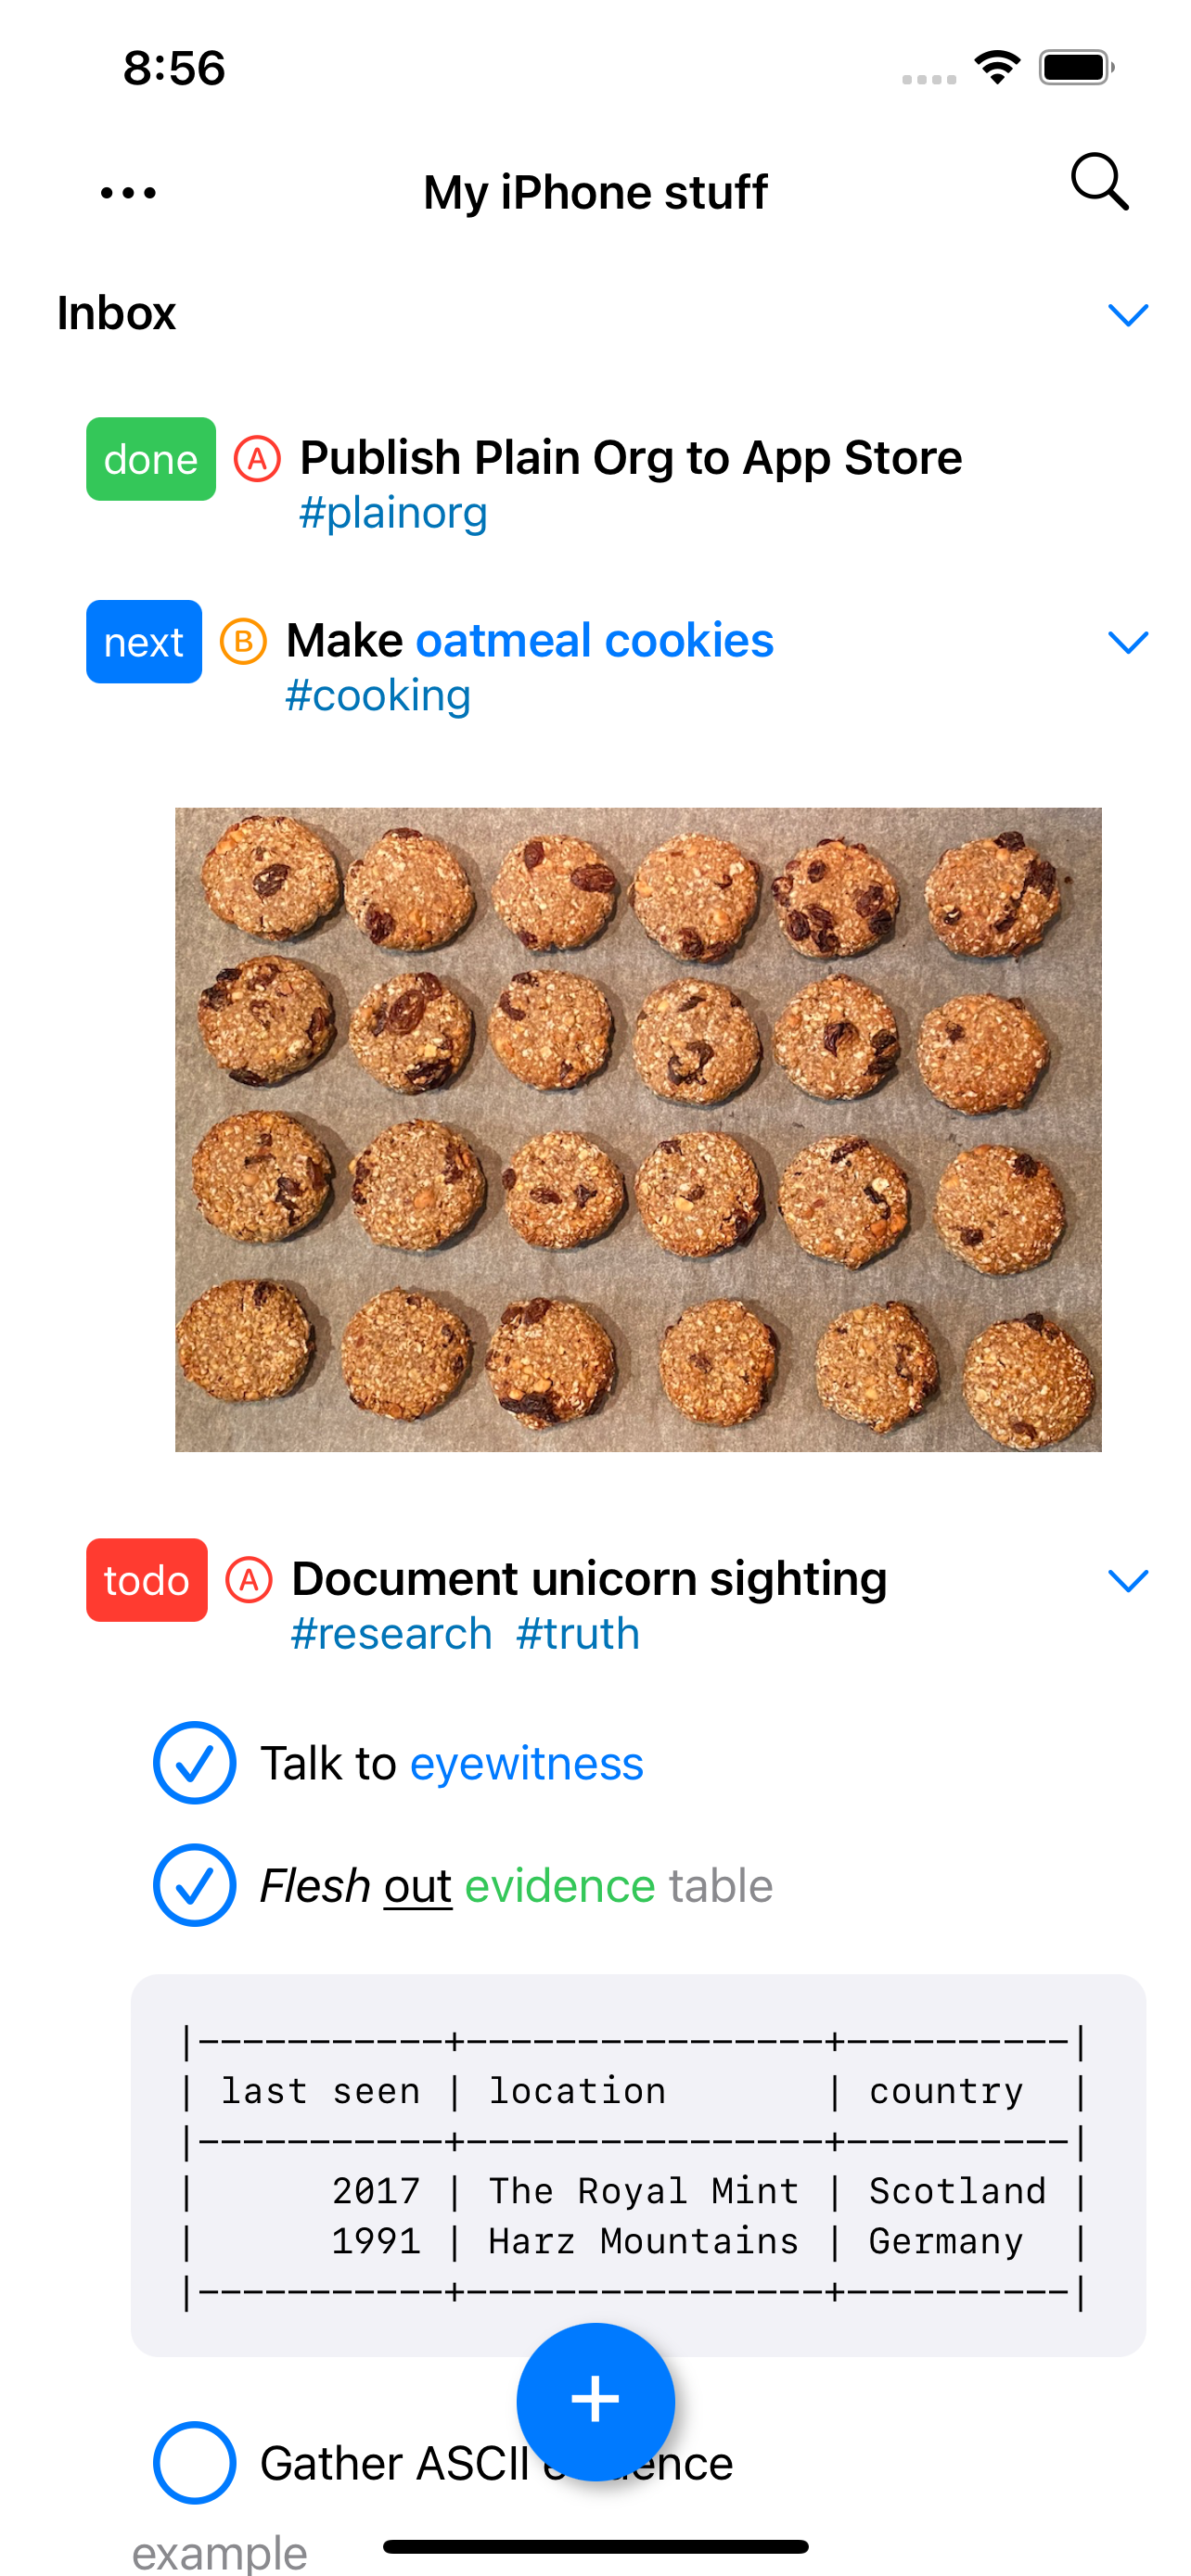 8:56
My iPhone stuff
Inbox
done A Publish Plain Org to App Store
#plainorg
next B Make oatmeal cookies
#cooking
todo A Document unicorn sighting
#research #truth
Talk to eyewitness
Flesh out evidence table
|-----------+----------------+----------|
| last seen | location       | country  |
|-----------+----------------+----------|
|      2017 | The Royal Mint | Scotland |
|      1991 | Harz Mountains | Germany  |
|-----------+----------------+----------|
+
Gather ASCII
example